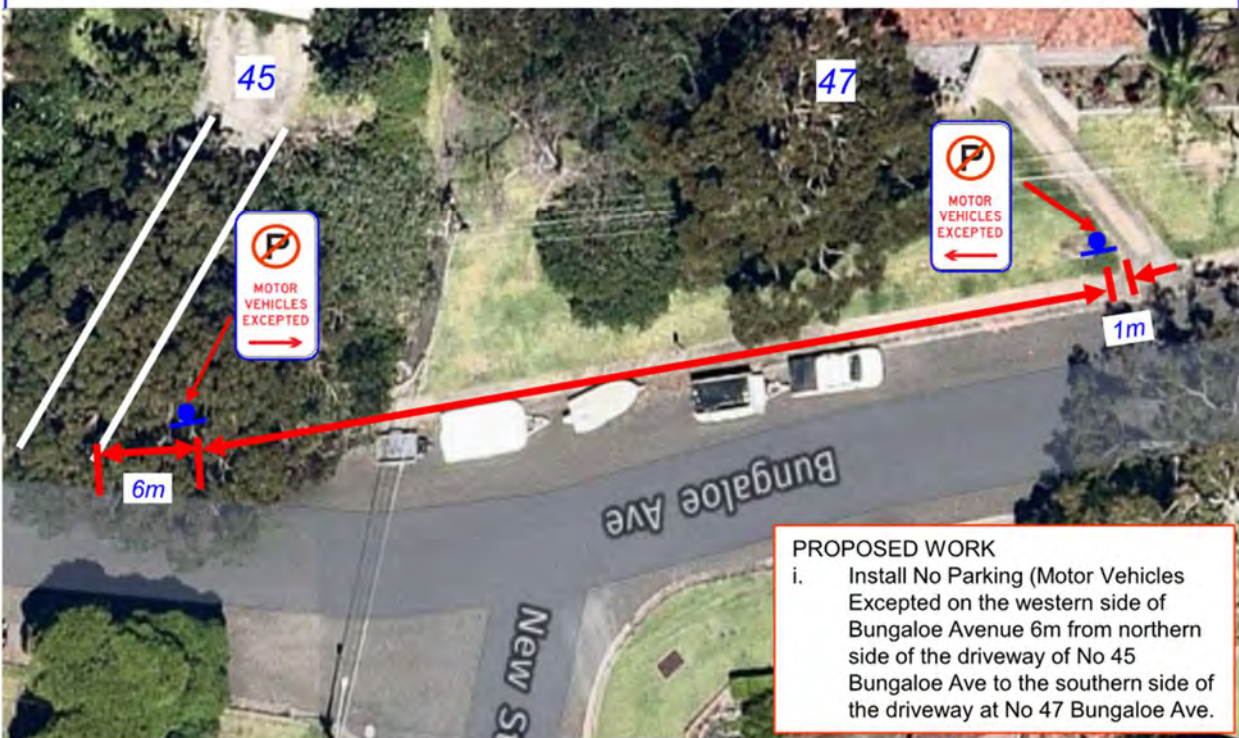 45
47
P
MOTOR
VEHICLES
EXCEPTED
P
MOTOR
VEHICLES
EXCEPTED
1m
6m
Bungaloe Ave
New S
PROPOSED WORK
i. Install No Parking (Motor Vehicles
Excepted on the western side of
Bungaloe Avenue 6m from northern
side of the driveway of No 45
Bungaloe Ave to the southern side of
the driveway at No 47 Bungaloe Ave.